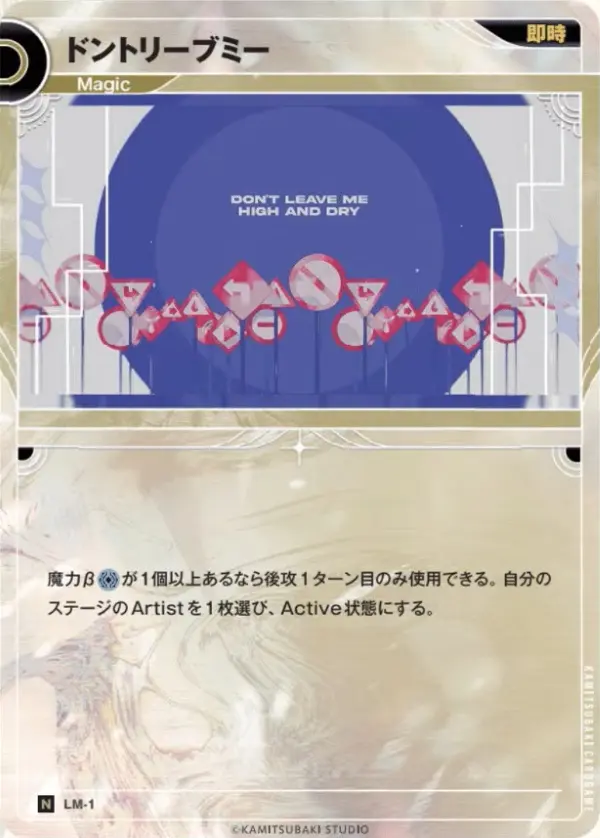 ドントリーブミー
即時
Magic
DON'T LEAVE ME
HIGH AND DRY
魔力βが1個以上あるなら後攻1ターン目のみ使用できる。自分の
ステージのArtistを1枚選び、Active状態にする。
KAMITSUBAKI CARDGAME
N LM-1
©KAMITSUBAKI STUDIO